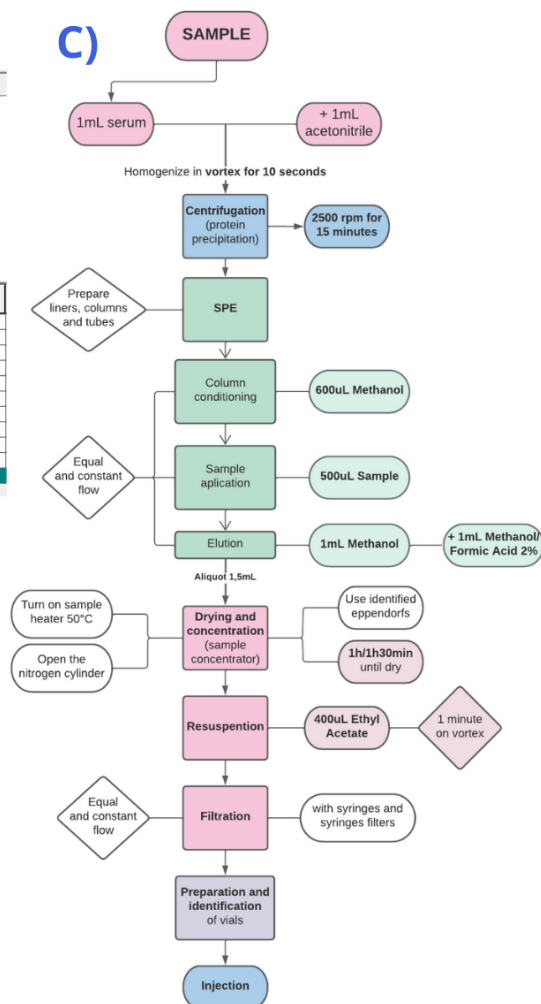 C)
SAMPLE
1mL serum
+ 1mL
acetonitrile
Homogenize in vortex for 10 seconds
Centrifugation
(protein
precipitation)
2500 rpm for
15 minutes
Prepare
liners, columns
and tubes
SPE
Column
conditioning
600uL Methanol
Equal
and constant
flow
Sample
aplication
500uL Sample
Elution
1mL Methanol
+ 1mL Methanol/
Formic Acid 2%
Aliquot 1,5mL
Turn on sample
heater 50°C
Open the
nitrogen cylinder
Drying and
concentration
(sample
concentrator)
Use identified
eppendorfs
1h/1h30min
until dry
Resuspention
400uL Ethyl
Acetate
1 minute
on vortex
Equal
and constant
flow
Filtration
with syringes and
syringes filters
Preparation and
identification
of vials
Injection